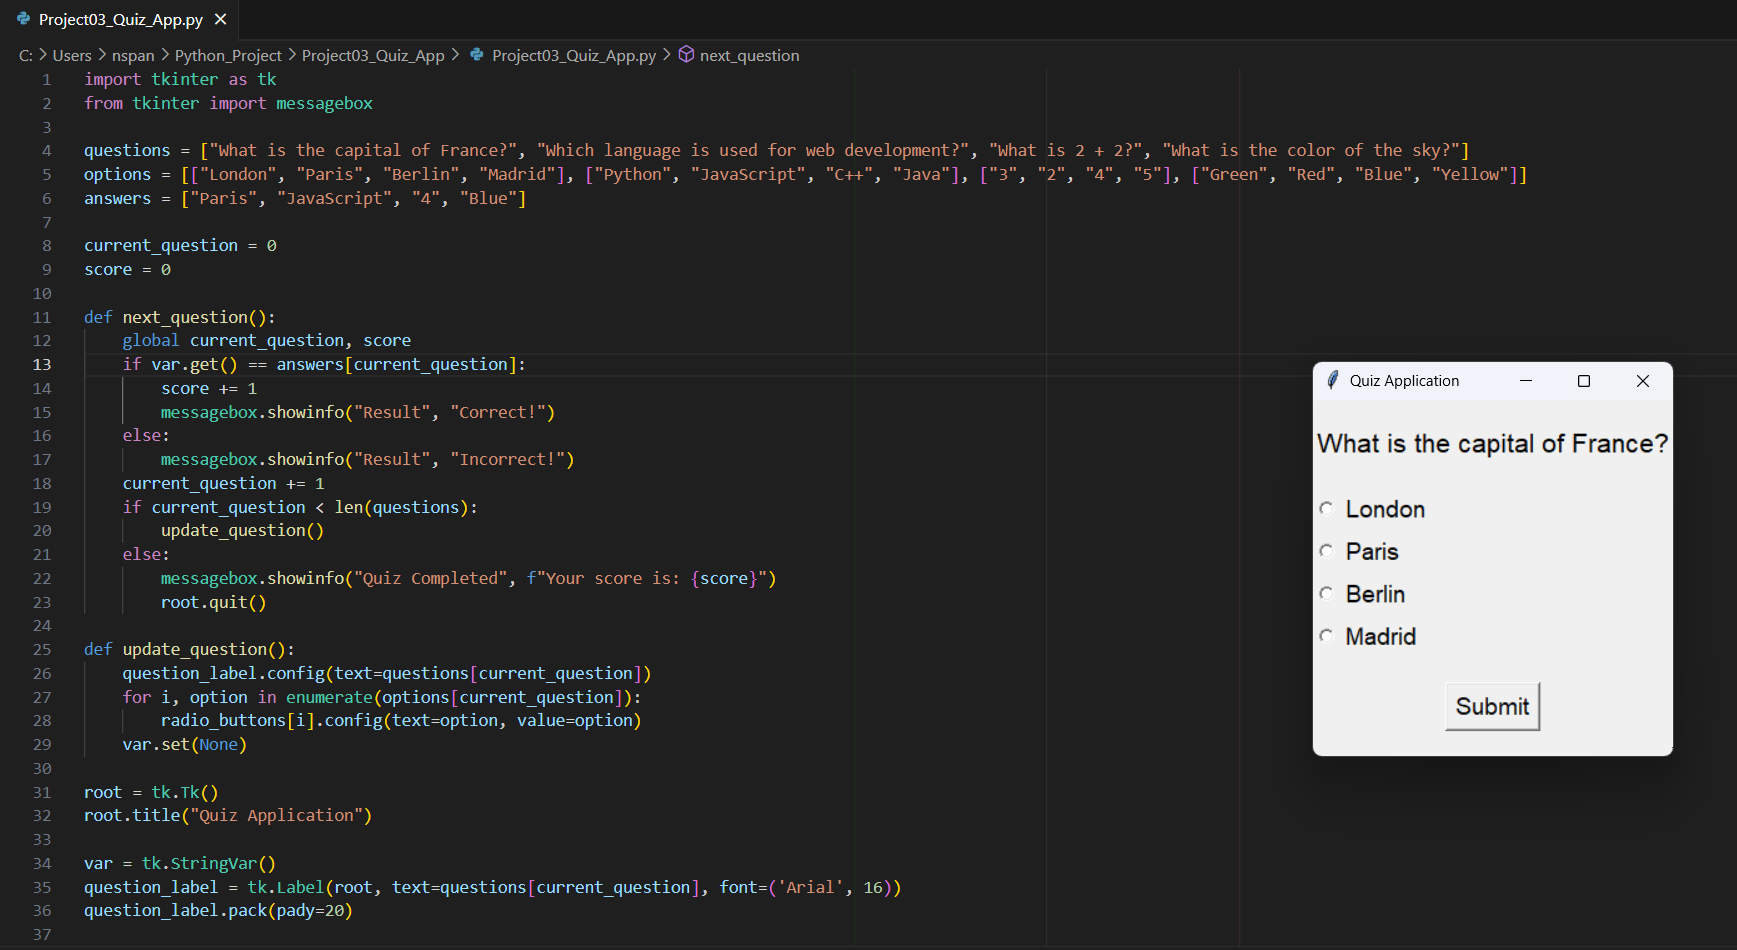 Project03_Quiz_App.py
C: > Users > nspan > Python_Project > Project03_Quiz_App > Project03_Quiz_App.py > next_question
1 import tkinter as tk
2 from tkinter import messagebox
3
4 questions = ["What is the capital of France?", "Which language is used for web development?", "What is 2 + 2?", "What is the color of the sky?"]
5 options = [["London", "Paris", "Berlin", "Madrid"], ["Python", "JavaScript", "C++", "Java"], ["3", "2", "4", "5"], ["Green", "Red", "Blue", "Yellow"]]
6 answers = ["Paris", "JavaScript", "4", "Blue"]
7
8 current_question = 0
9 score = 0
10
11 def next_question():
12     global current_question, score
13     if var.get() == answers[current_question]:
14         score += 1
15         messagebox.showinfo("Result", "Correct!")
16     else:
17         messagebox.showinfo("Result", "Incorrect!")
18     current_question += 1
19     if current_question < len(questions):
20         update_question()
21     else:
22         messagebox.showinfo("Quiz Completed", f"Your score is: {score}")
23         root.quit()
24
25 def update_question():
26     question_label.config(text=questions[current_question])
27     for i, option in enumerate(options[current_question]):
28         radio_buttons[i].config(text=option, value=option)
29     var.set(None)
30
31 root = tk.Tk()
32 root.title("Quiz Application")
33
34 var = tk.StringVar()
35 question_label = tk.Label(root, text=questions[current_question], font=('Arial', 16))
36 question_label.pack(pady=20)
37
Quiz Application
What is the capital of France?
London
Paris
Berlin
Madrid
Submit